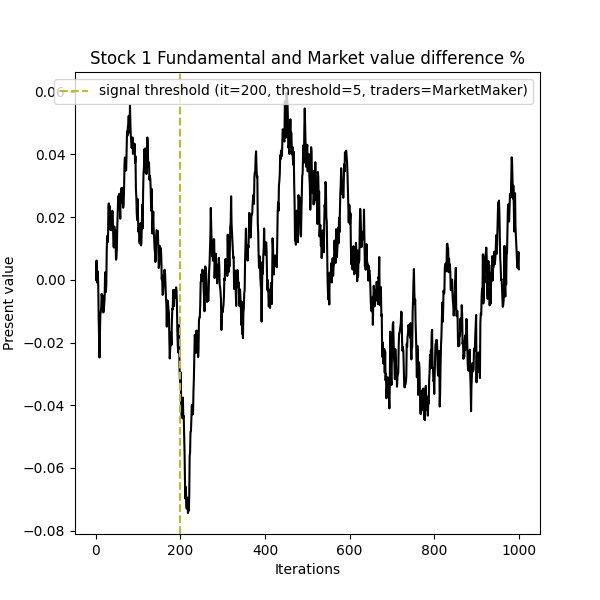 Stock 1 Fundamental and Market value difference %
signal threshold (it=200, threshold=5, traders=MarketMaker)
0.06
0.04
0.02
0.00
−0.02
−0.04
−0.06
−0.08
Present value
0 200 400 600 800 1000
Iterations